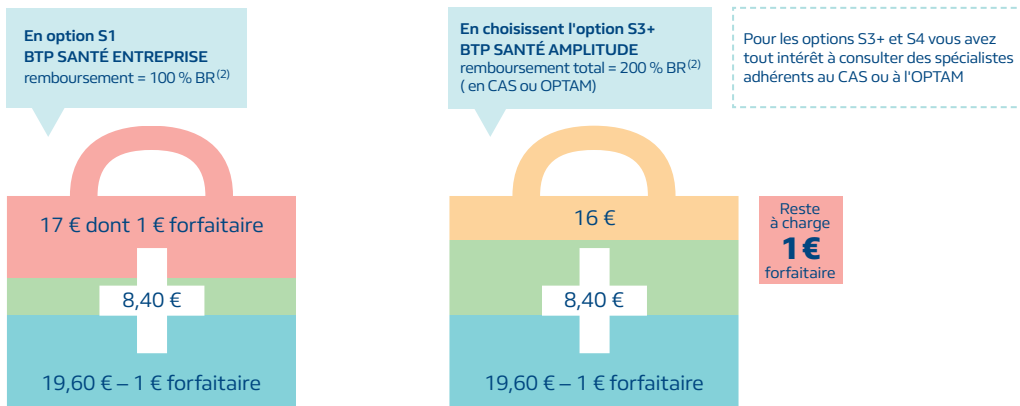 En option S1
BTP SANTÉ ENTREPRISE
remboursement = 100 % BR(2)
En choisissent l'option S3+
BTP SANTÉ AMPLITUDE
remboursement total = 200 % BR(2)
( en CAS ou OPTAM)
Pour les options S3+ et S4 vous avez
tout intérêt à consulter des spécialistes
adhérents au CAS ou à l'OPTAM
17 € dont 1 € forfaitaire
8,40 €
19,60 € – 1 € forfaitaire
16 €
8,40 €
19,60 € – 1 € forfaitaire
Reste
à charge
1 €
forfaitaire